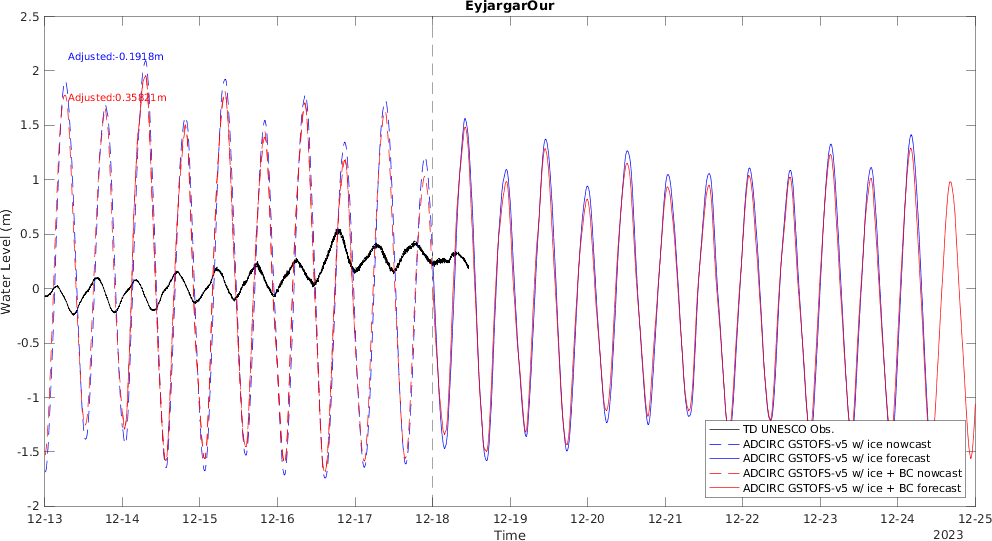 EyjargarOur
2.5
2
1.5
1
0.5
0
-0.5
-1
-1.5
-2
Water Level (m)
Adjusted:-0.1918m
Adjusted:0.35821m
TD UNESCO Obs.
ADCIRC GSTOFS-v5 w/ ice nowcast
ADCIRC GSTOFS-v5 w/ ice forecast
ADCIRC GSTOFS-v5 w/ ice + BC nowcast
ADCIRC GSTOFS-v5 w/ ice + BC forecast
12-13 12-14 12-15 12-16 12-17 12-18 12-19 12-20 12-21 12-22 12-23 12-24 12-25
Time
2023